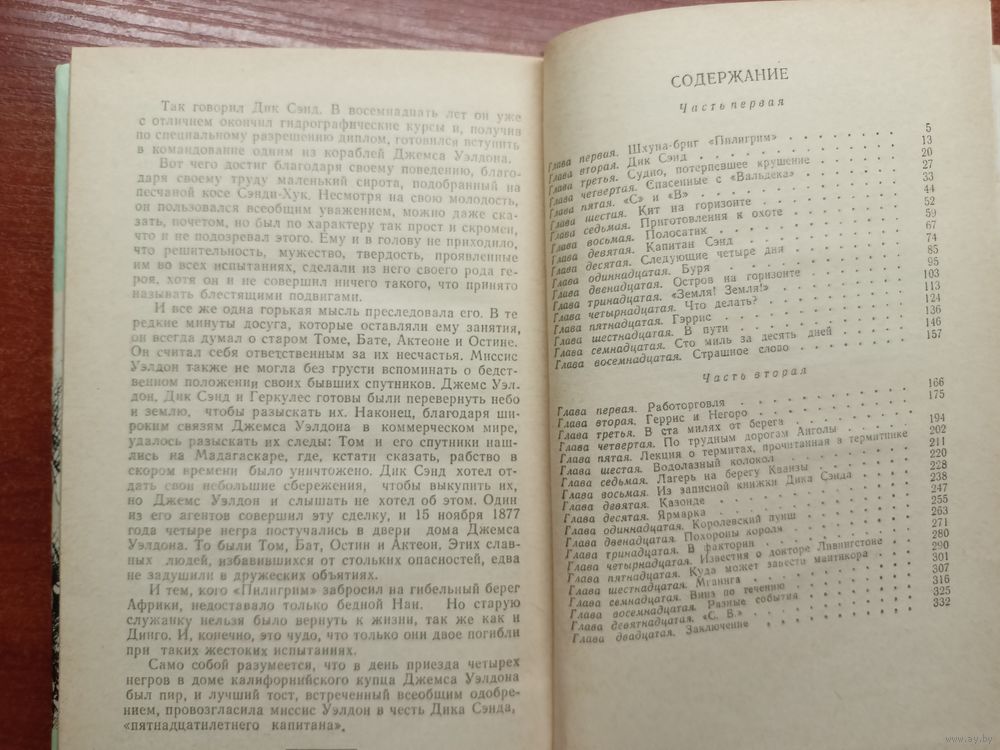 Так говорил Дик Сэнд. В восемнадцать лет он уже
с отличием окончил гидрографические курсы и, получив
по специальному разрешению диплом, готовился вступить
в командование одним из кораблей Джемса Уэлдона.
Вот чего достиг благодаря своему поведению, благо-
даря своему труду маленький сирота, подобранный на
песчаной косе Сэнди-Хук. Несмотря на свою молодость,
он пользовался всеобщим уважением, можно даже ска-
зать, почетом, но был по характеру так прост и скромен,
что и не подозревал этого. Ему и в голову не приходило,
что решительность, мужество, твердость, проявленные
им во всех испытаниях, сделали из него своего рода ге-
роя, хотя он и не совершил ничего такого, что принято
называть блестящими подвигами.
И все же одна горькая мысль преследовала его. В те
редкие минуты досуга, которые оставляли ему занятия,
он всегда думал о старом Томе, Бате, Актеоне и Остине.
Он считал себя ответственным за их несчастья. Миссис
Уэлдон также не могла без грусти вспоминать о бедст-
венном положении своих бывших спутников. Джемс Уэл-
дон, Дик Сэнд и Геркулес готовы были перевернуть небо
и землю, чтобы разыскать их. Наконец, благодаря ши-
роким связям Джемса Уэлдона в коммерческом мире,
удалось разыскать их следы: Том и его спутники наш-
лись на Мадагаскаре, где, кстати сказать, рабство в
скором времени было уничтожено. Дик Сэнд хотел от-
дать свои небольшие сбережения, чтобы выкупить их,
но Джемс Уэлдон и слышать не хотел об этом. Один
из его агентов совершил эту сделку, и 15 ноября 1877
года четыре негра постучались в двери дома Джемса
Уэлдона. То были Том, Бат, Остин и Актеон. Этих слав-
ных людей, избавившихся от стольких опасностей, едва
не задушили в дружеских объятиях.
И тем, кого «Пилигрим» забросил на гибельный берег
Африки, недоставало только бедной Нан. Но старую
служанку нельзя было вернуть к жизни, так же как и
Динго. И, конечно, это чудо, что только они двое погибли
при таких жестоких испытаниях.
Само собой разумеется, что в день приезда четырех
негров в доме калифорнийского купца Джемса Уэлдона
был пир, и лучший тост, встреченный всеобщим одобре-
нием, провозгласила миссис Уэлдон в честь Дика Сэнда,
«пятнадцатилетнего капитана».
СОДЕРЖАНИЕ
Часть первая
Глава первая. Шхуна-бриг «Пилигрим» 5
Глава вторая. Дик Сэнд 13
Глава третья. Судно, потерпевшее крушение 20
Глава четвертая. Спасенные с «Вальдека» 27
Глава пятая. «С» и «В» 33
Глава шестая. Кит на горизонте 44
Глава седьмая. Приготовления к охоте 52
Глава восьмая. Полосатик 59
Глава девятая. Капитан Сэнд 67
Глава десятая. Следующие четыре дня 74
Глава одиннадцатая. Буря 85
Глава двенадцатая. Остров на горизонте 95
Глава тринадцатая. «Земля! Земля!» 103
Глава четырнадцатая. Что делать? 113
Глава пятнадцатая. Гэррис 124
Глава шестнадцатая. В пути 136
Глава семнадцатая. Сто миль за десять дней 146
Глава восемнадцатая. Страшное слово 157
Часть вторая
Глава первая. Работорговля 166
Глава вторая. Геррис и Негоро 175
Глава третья. В ста милях от берега
Глава четвертая. По трудным дорогам Анголы 194
Глава пятая. Лекция о термитах, прочитанная в термитнике 202
Глава шестая. Водолазный колокол 211
Глава седьмая. Лагерь на берегу Кванзы 220
Глава восьмая. Из записной книжки Дика Сэнда 228
Глава девятая. Казонде 238
Глава десятая. Ярмарка 247
Глава одиннадцатая. Королевский пунш 255
Глава двенадцатая. Похороны короля 263
Глава тринадцатая. В фактории 271
Глава четырнадцатая. Известия о докторе Ливингстоне 280
Глава пятнадцатая. Куда может завести мантикора 290
Глава шестнадцатая. Мганнга 301
Глава семнадцатая. Вниз по течению 307
Глава восемнадцатая. Разные события 316
Глава девятнадцатая. «С. В.» 325
Глава двадцатая. Заключение 332
www.ay.by